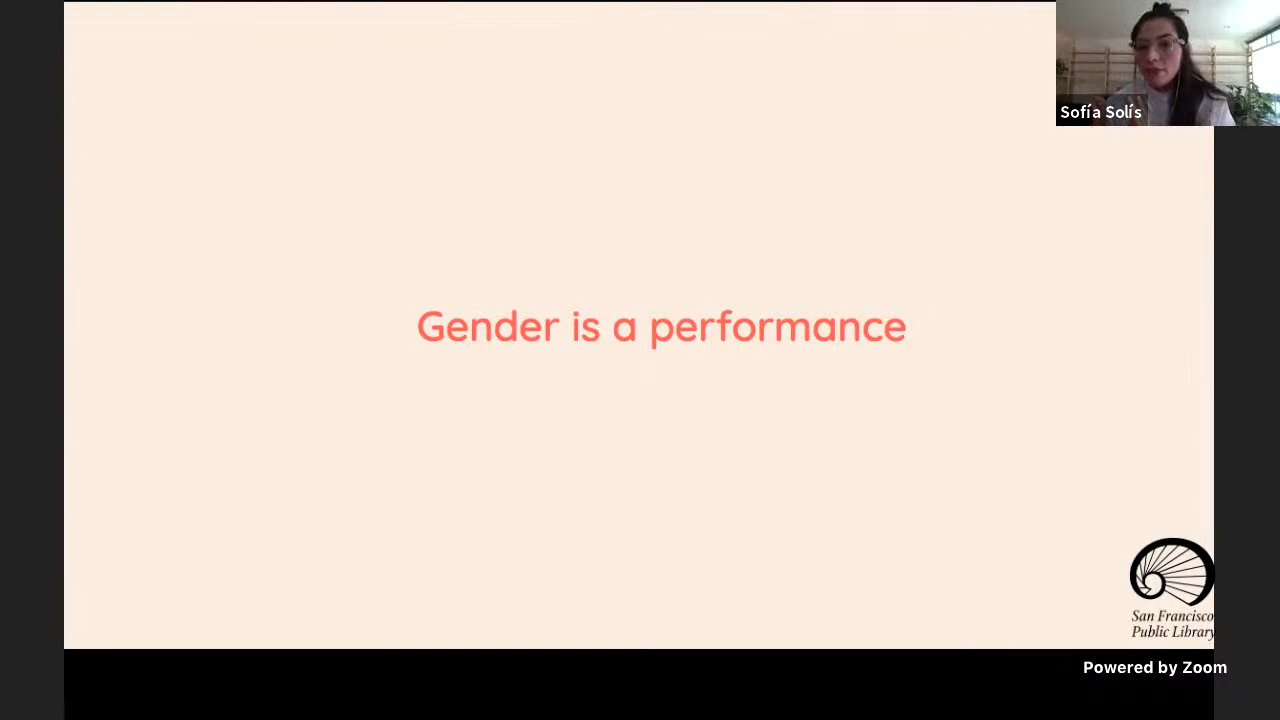 Sofía Solís
Gender is a performance
San Francisco
Public Library
Powered by Zoom